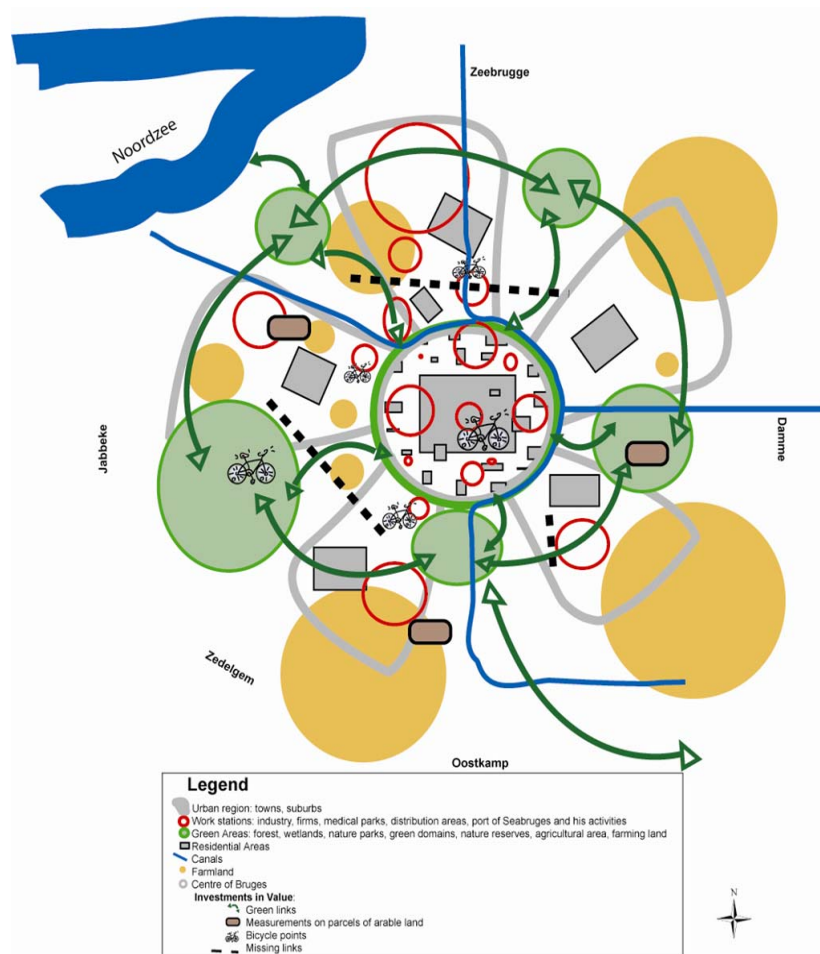 Zeebrugge
Noordzee
Damme
Jabbeke
Zedelgem
Oostkamp
Legend
Urban region: towns, suburbs
Work stations: industry, firms, medical parks, distribution areas, port of Seabruges and his activities
Green Areas: forest, wetlands, nature parks, green domains, nature reserves, agricultural area, farming land
Residential Areas
Canals
Farmland
Centre of Bruges
Investments in Value:
Green links
Measurements on parcels of arable land
Bicycle points
Missing links
N